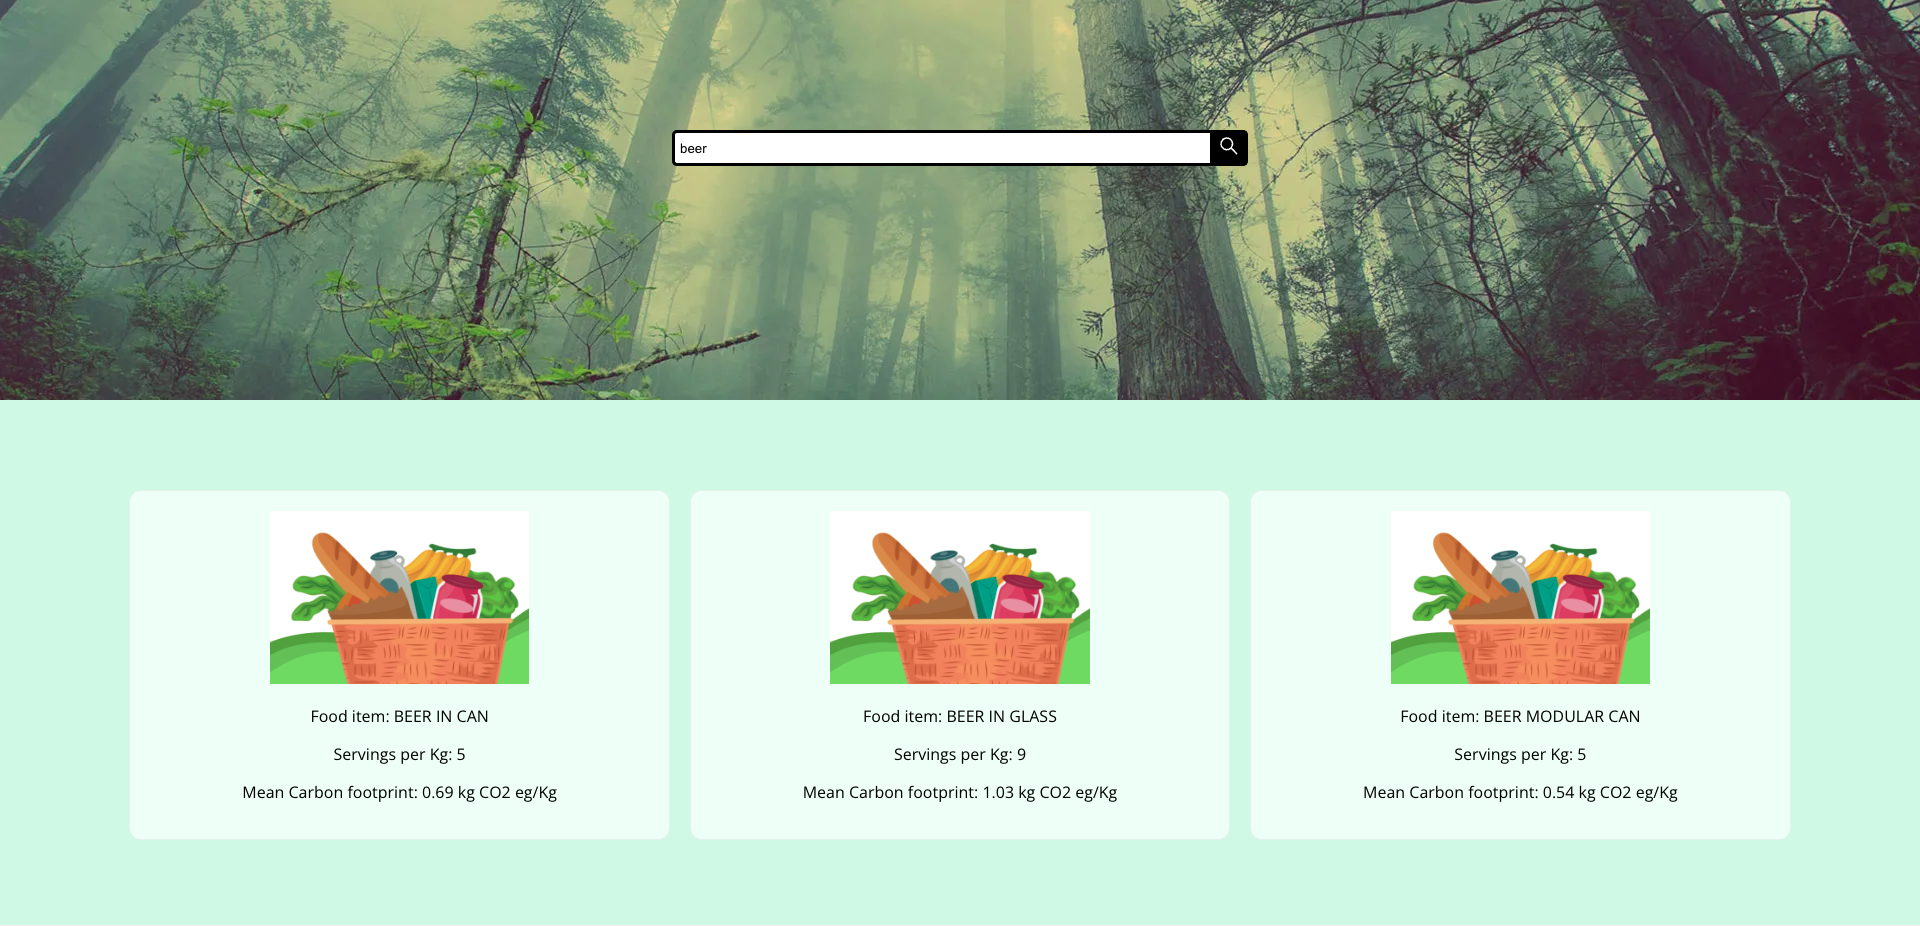 beer
Food item: BEER IN CAN
Servings per Kg: 5
Mean Carbon footprint: 0.69 kg CO2 eg/Kg
Food item: BEER IN GLASS
Servings per Kg: 9
Mean Carbon footprint: 1.03 kg CO2 eg/Kg
Food item: BEER MODULAR CAN
Servings per Kg: 5
Mean Carbon footprint: 0.54 kg CO2 eg/Kg